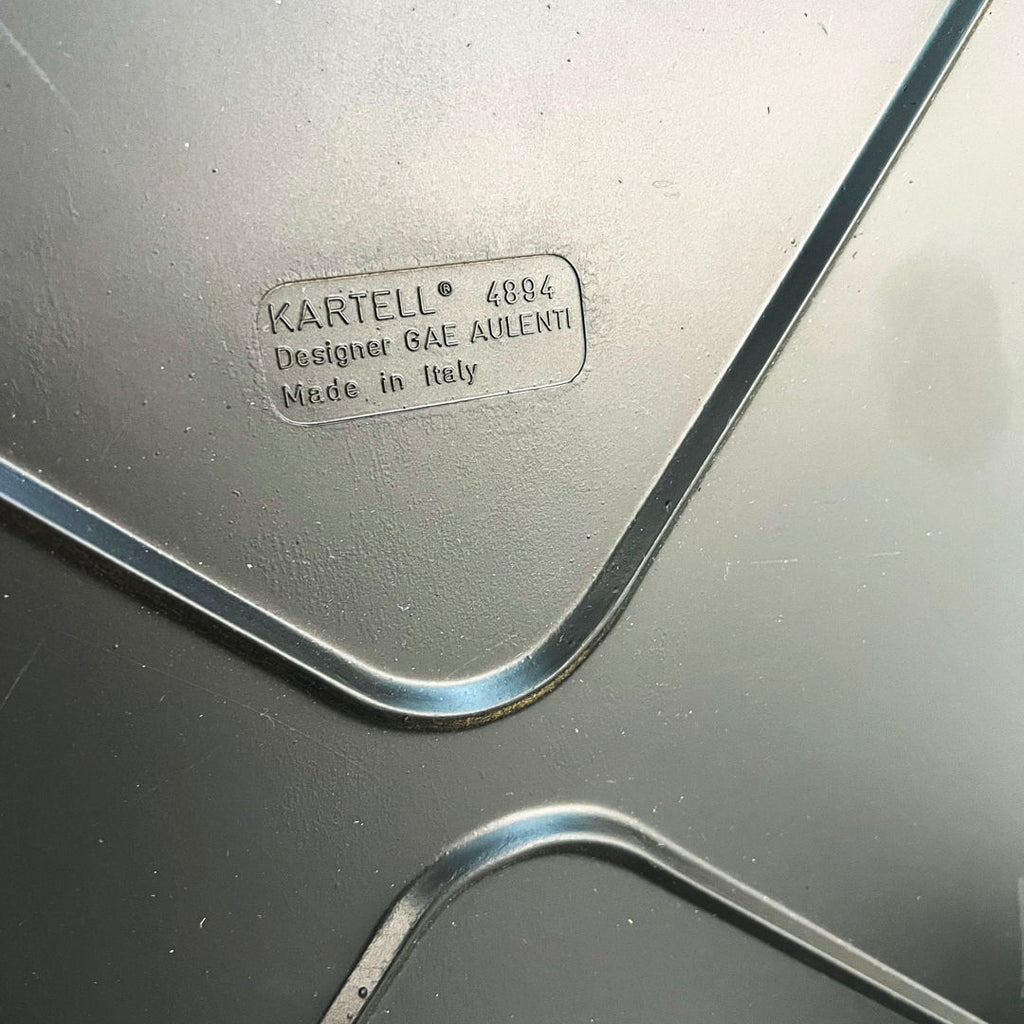 KARTELL® 4894
Designer GAE AULENTI
Made in Italy